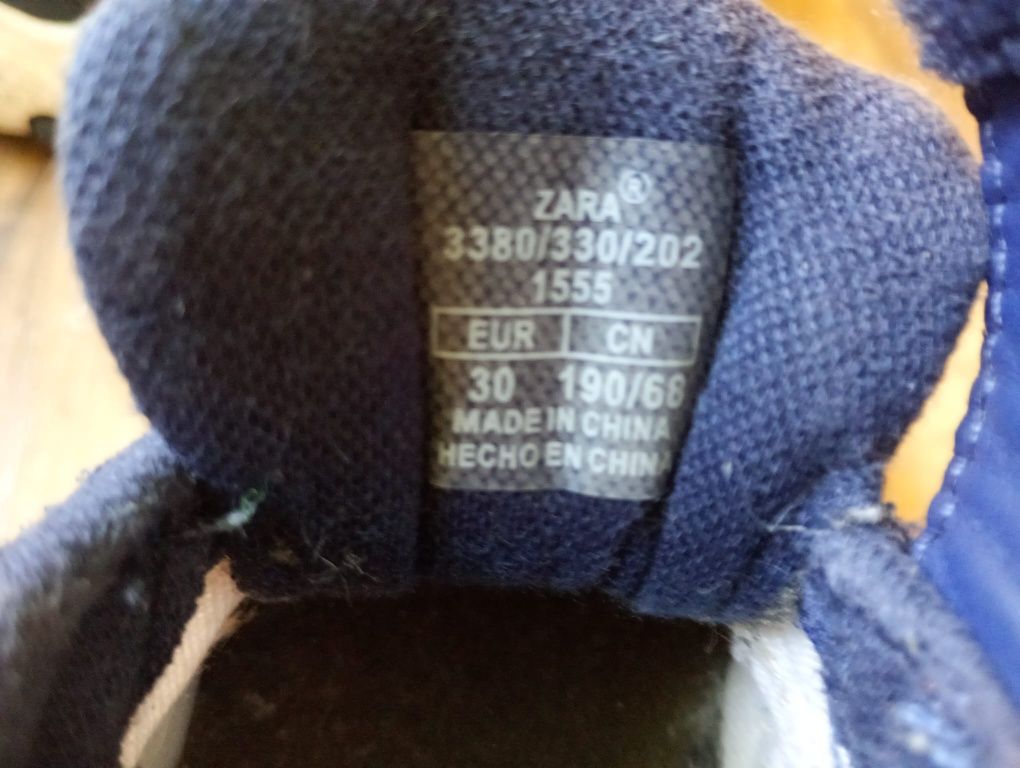 ZARA®
3380/330/202
1555
EUR CN
30 190/68
MADE IN CHINA
HECHO EN CHINA